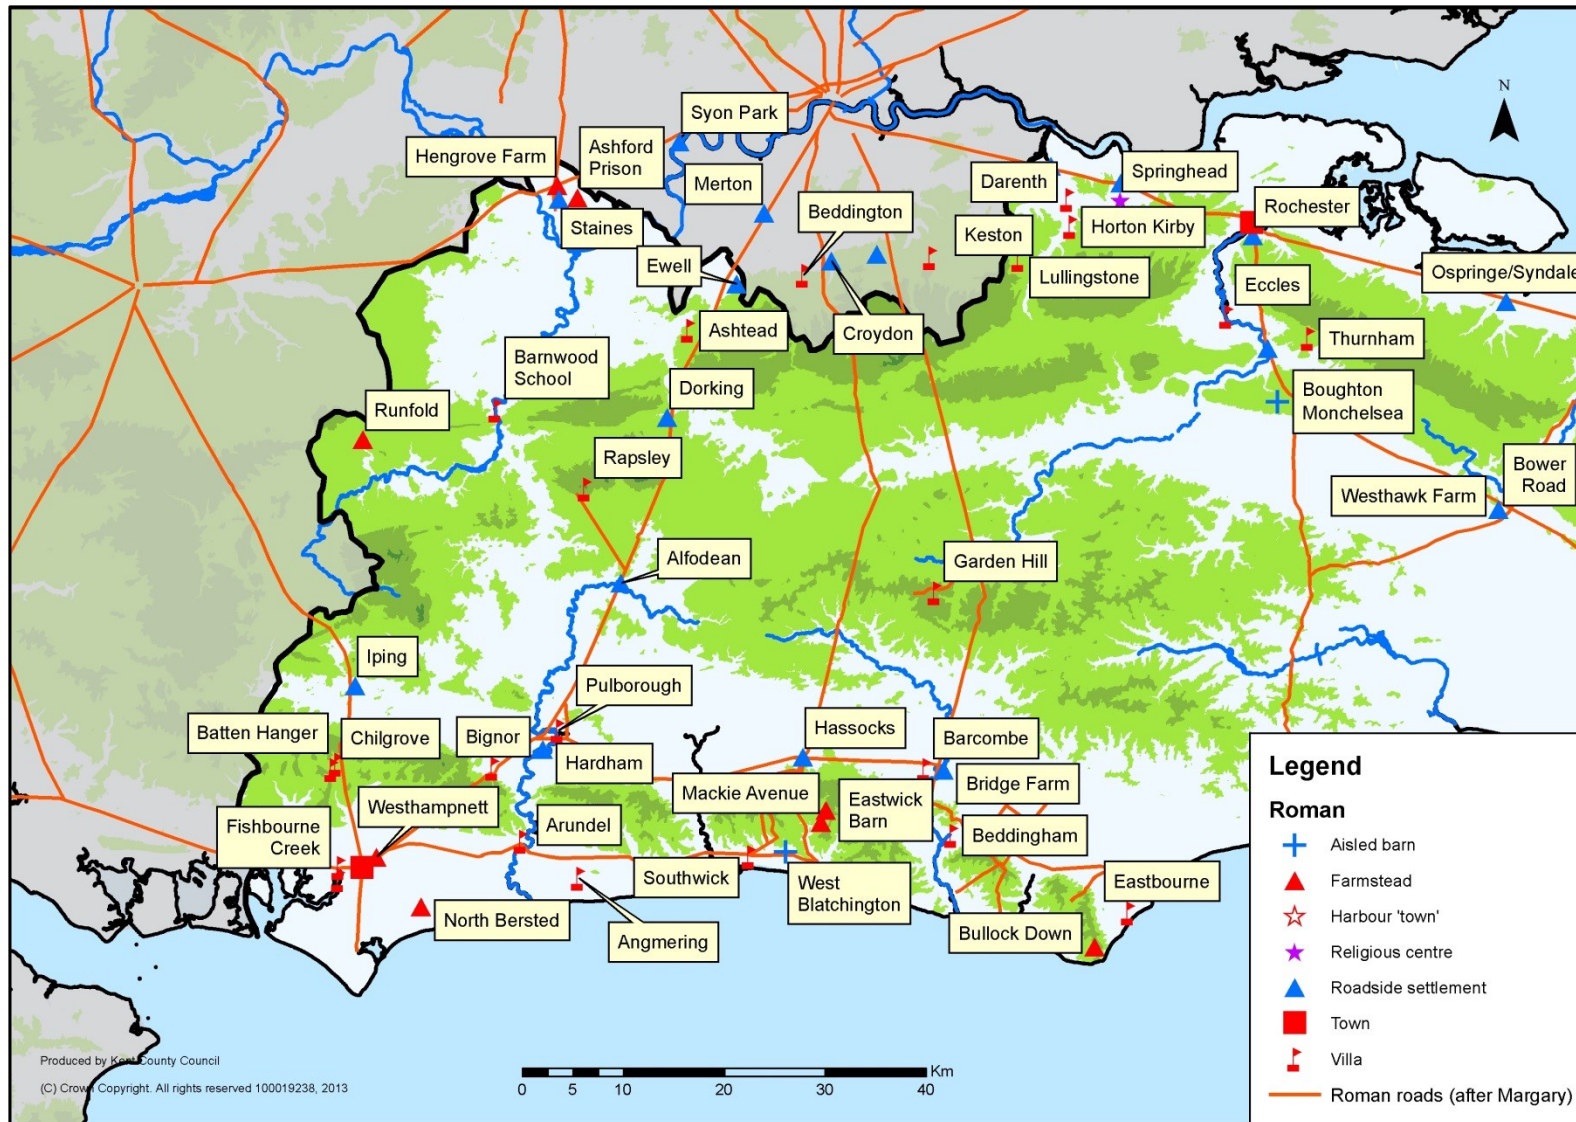 Syon Park
N
Hengrove Farm
Ashford
Prison
Merton
Darenth
Springhead
Staines
Beddington
Keston
Horton Kirby
Rochester
Ewell
Lullingstone
Eccles
Ospringe/Syndale
Ashtead
Croydon
Thurnham
Barnwood
School
Dorking
Boughton
Monchelsea
Runfold
Rapsley
Bower
Road
Westhawk Farm
Alfodean
Garden Hill
Iping
Pulborough
Batten Hanger
Chilgrove
Bignor
Hassocks
Barcombe
Hardham
Bridge Farm
Mackie Avenue
Eastwick
Barn
Westhampnett
Fishbourne
Creek
Arundel
Beddingham
Southwick
West
Blatchington
Eastbourne
North Bersted
Angmering
Bullock Down
Legend
Roman
Aisled barn
Farmstead
Harbour 'town'
Religious centre
Roadside settlement
Town
Villa
Roman roads (after Margary)
Produced by Kent County Council
(C) Crown Copyright. All rights reserved 100019238, 2013
Km
0 5 10 20 30 40